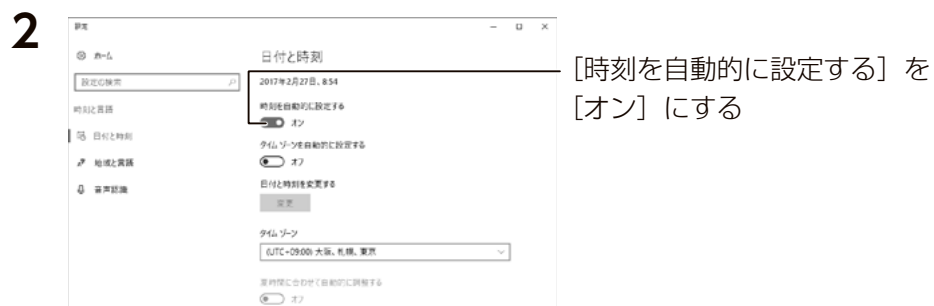 2
設定
ホーム
設定の検索
時刻と言語
日付と時刻
地域と言語
音声認識
日付と時刻
2017年2月27日、8:54
時刻を自動的に設定する
オン
タイム ゾーンを自動的に設定する
オフ
日付と時刻を変更する
変更
タイム ゾーン
(UTC+09:00) 大阪、札幌、東京
夏時間に合わせて自動的に調整する
オフ
［時刻を自動的に設定する］を
［オン］にする